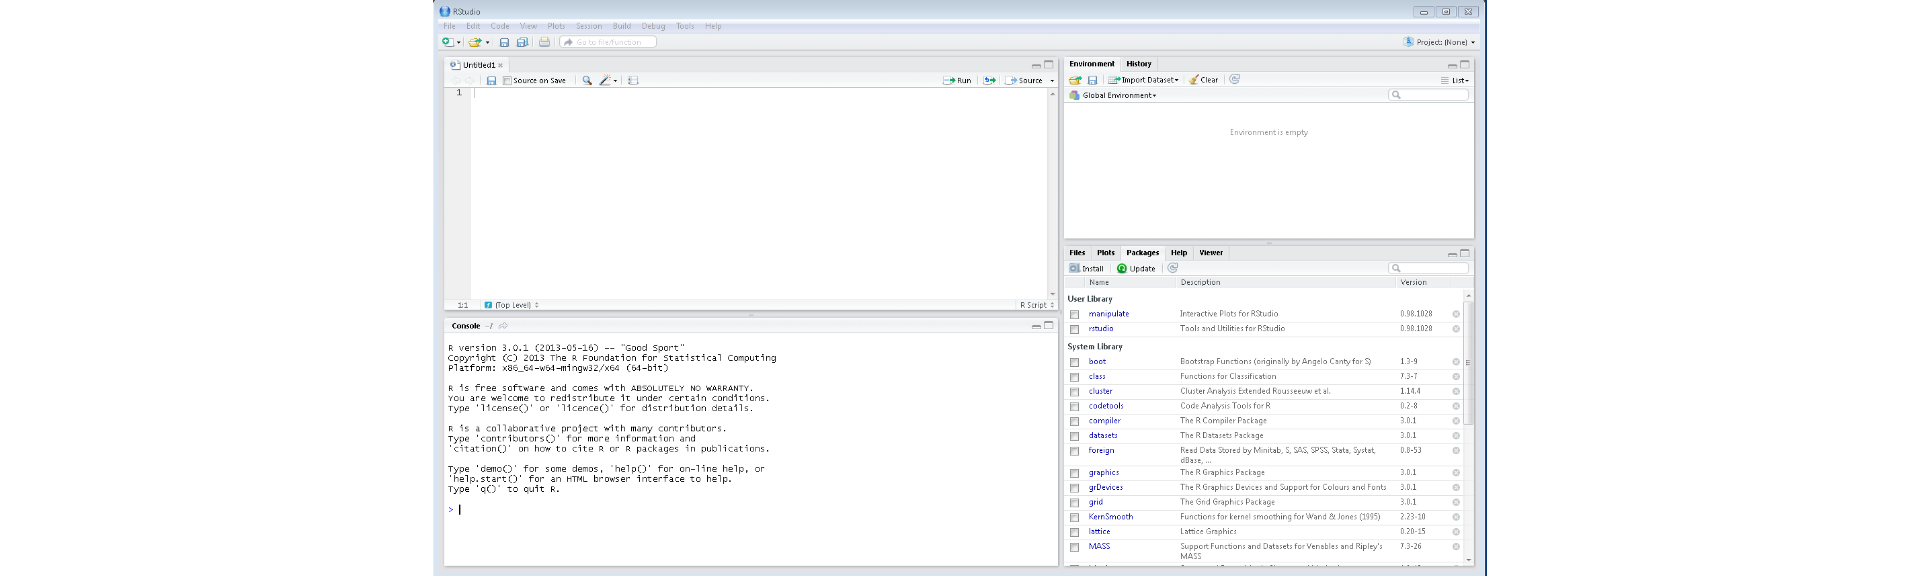 RStudio
File Edit Code View Plots Session Build Debug Tools Help
Go to file/function
Project: (None)
Untitled1
Source on Save
Run
Source
1
1:1
(Top Level)
R Script
Console ~/
R version 3.0.1 (2013-05-16) -- "Good Sport"
Copyright (C) 2013 The R Foundation for Statistical Computing
Platform: x86_64-w64-mingw32/x64 (64-bit)
R is free software and comes with ABSOLUTELY NO WARRANTY.
You are welcome to redistribute it under certain conditions.
Type 'license()' or 'licence()' for distribution details.
R is a collaborative project with many contributors.
Type 'contributors()' for more information and
'citation()' on how to cite R or R packages in publications.
Type 'demo()' for some demos, 'help()' for on-line help, or
'help.start()' for an HTML browser interface to help.
Type 'q()' to quit R.
>
Environment History
Import Dataset Clear List
Global Environment
Environment is empty
Files Plots Packages Help Viewer
Install Update
Name Description Version
User Library
manipulate Interactive Plots for RStudio 0.98.1028
rstudio Tools and Utilities for RStudio 0.98.1028
System Library
boot Bootstrap Functions (originally by Angelo Canty for S) 1.3-9
class Functions for Classification 7.3-7
cluster Cluster Analysis Extended Rousseeuw et al. 1.14.4
codetools Code Analysis Tools for R 0.2-8
compiler The R Compiler Package 3.0.1
datasets The R Datasets Package 3.0.1
foreign Read Data Stored by Minitab, S, SAS, SPSS, Stata, Systat, 0.8-53
dBase, ...
graphics The R Graphics Package 3.0.1
grDevices The R Graphics Devices and Support for Colours and Fonts 3.0.1
grid The Grid Graphics Package 3.0.1
KernSmooth Functions for kernel smoothing for Wand & Jones (1995) 2.23-10
lattice Lattice Graphics 0.20-15
MASS Support Functions and Datasets for Venables and Ripley's 7.3-26
MASS